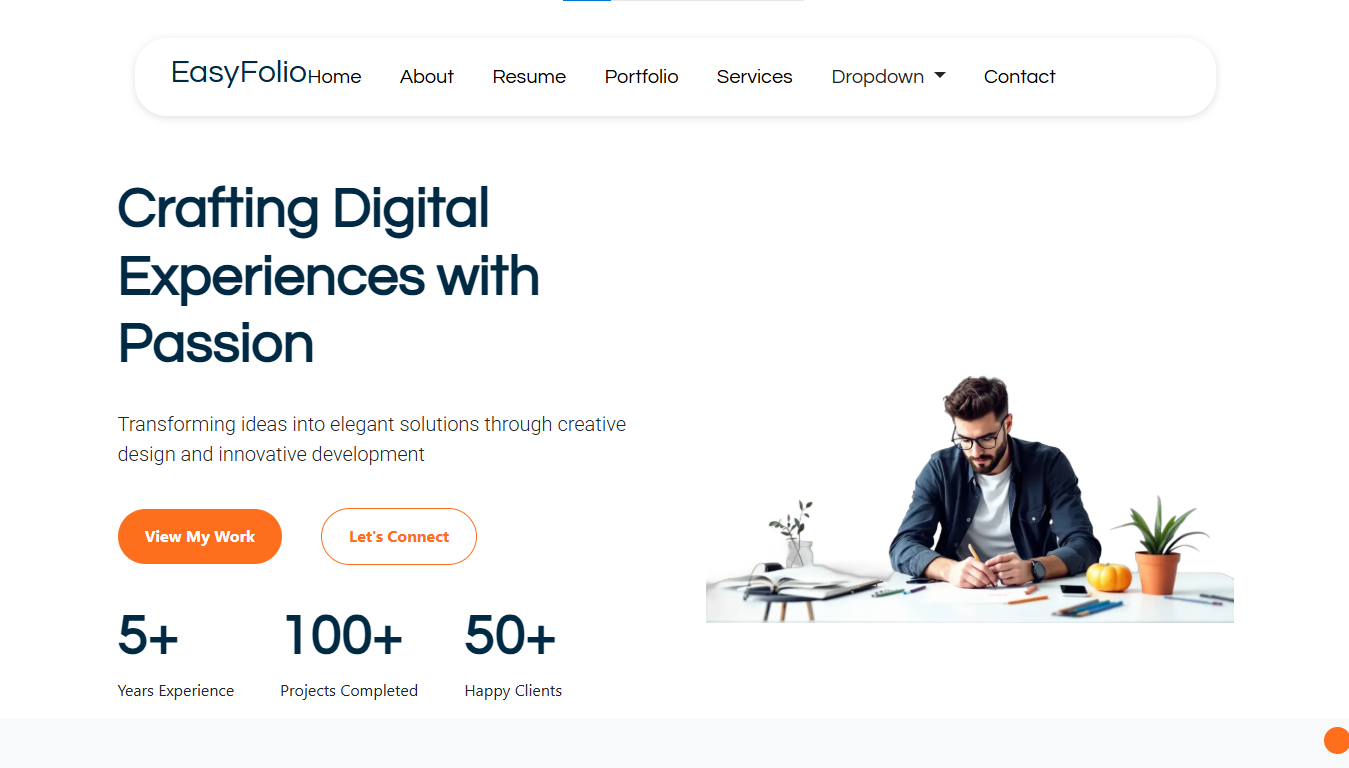 EasyFolio Home About Resume Portfolio Services Dropdown Contact
Crafting Digital
Experiences with
Passion
Transforming ideas into elegant solutions through creative
design and innovative development
View My Work Let's Connect
5+ 100+ 50+
Years Experience Projects Completed Happy Clients